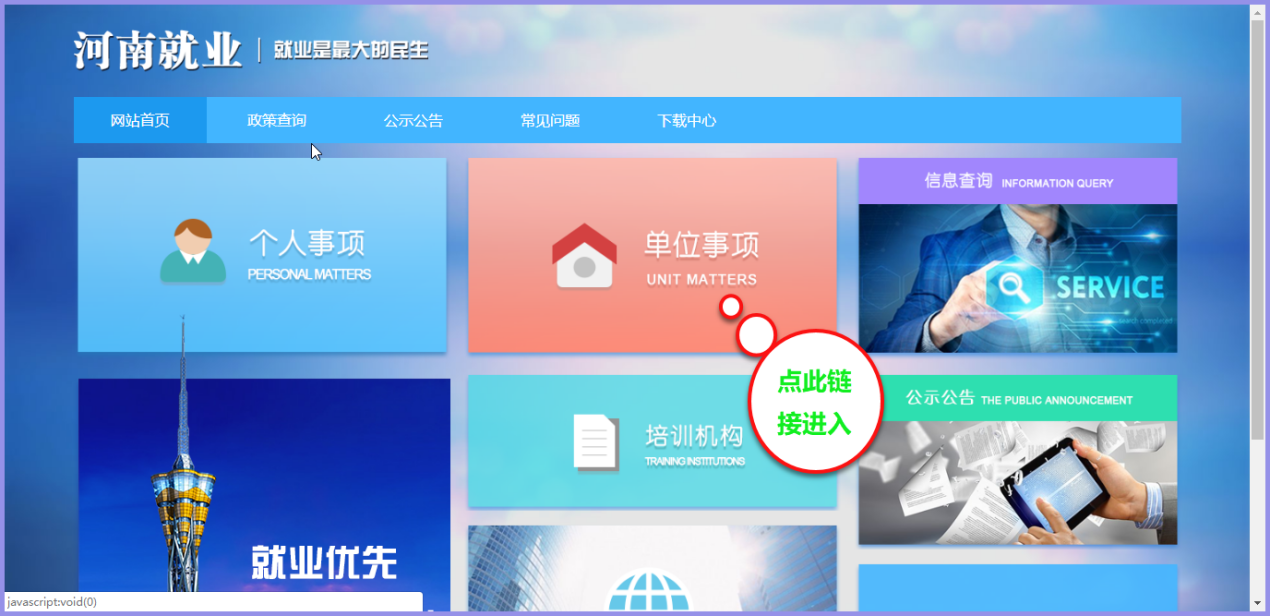 河南就业 | 就业是最大的民生
网站首页 政策查询 公示公告 常见问题 下载中心
个人事项
PERSONAL MATTERS
单位事项
UNIT MATTERS
信息查询 INFORMATION QUERY
SERVICE
点此链
接进入
培训机构
TRAINING INSTITUTIONS
公示公告 THE PUBLIC ANNOUNCEMENT
就业优先
javascript:void(0)